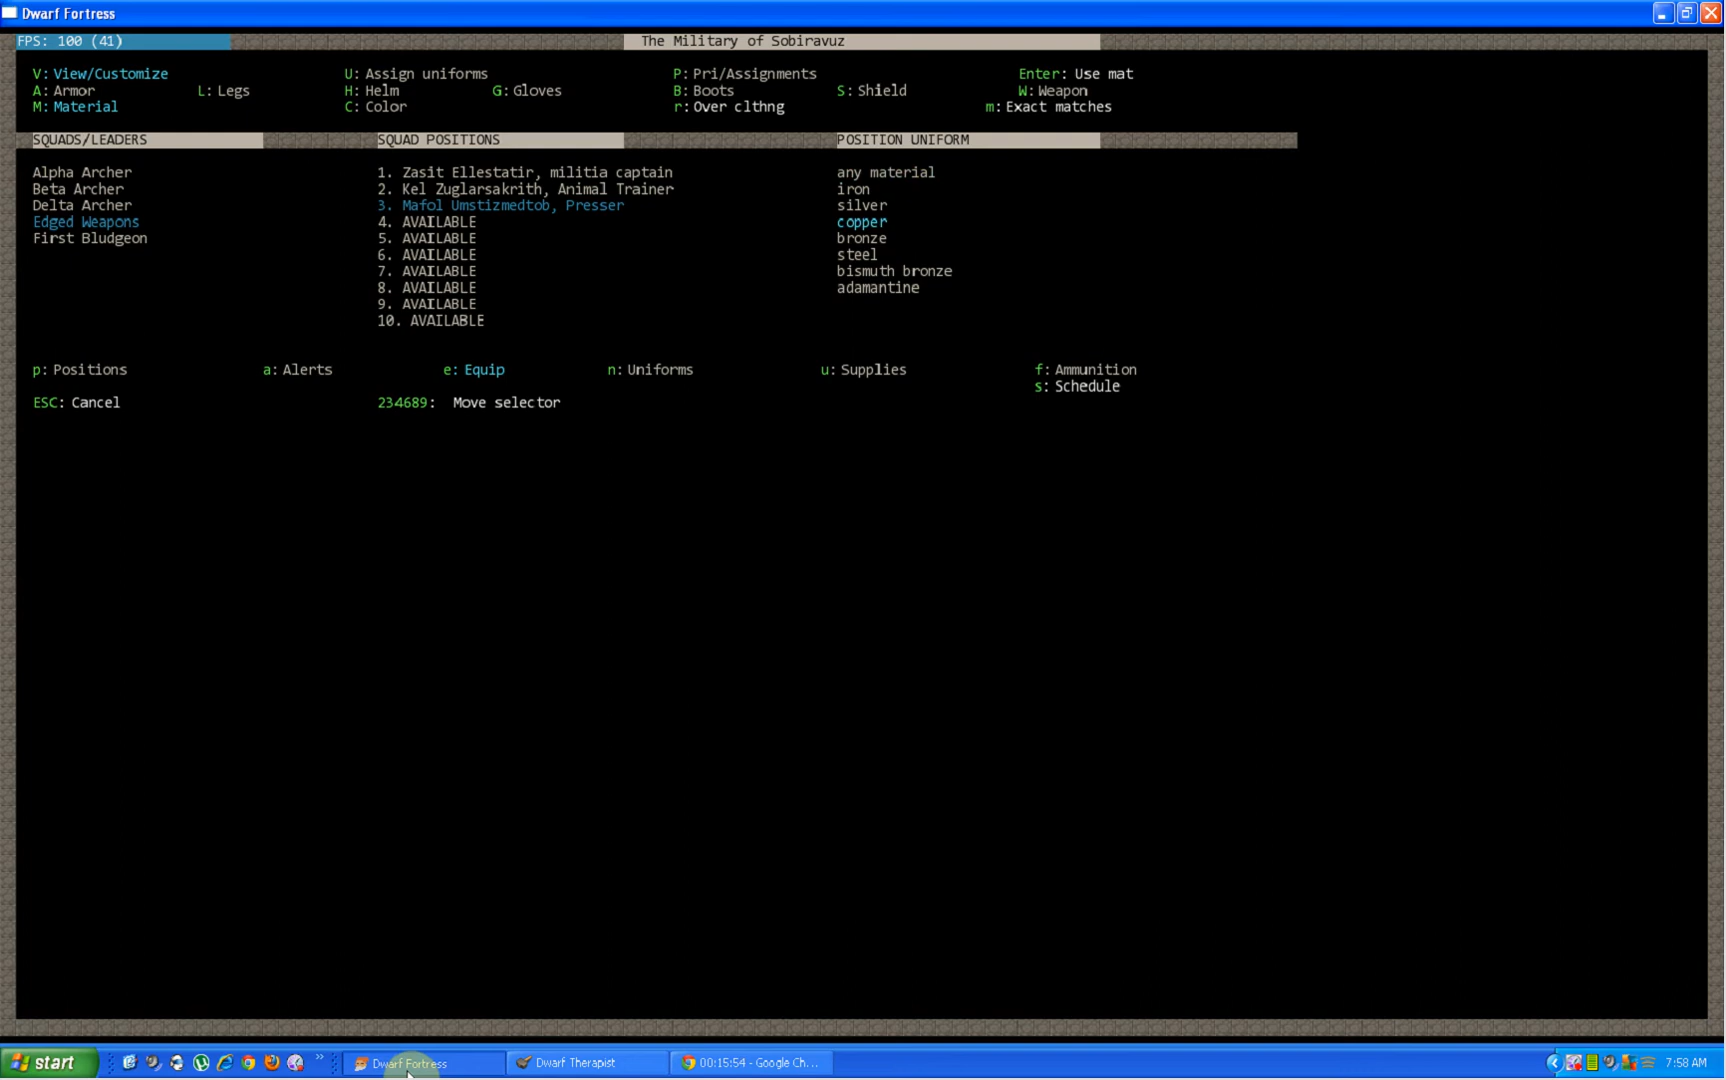 Dwarf Fortress
FPS: 100 (41) The Military of Sobiravuz
V: View/Customize U: Assign uniforms P: Pri/Assignments Enter: Use mat
A: Armor L: Legs H: Helm G: Gloves B: Boots S: Shield W: Weapon
M: Material C: Color r: Over clthng m: Exact matches
SQUADS/LEADERS SQUAD POSITIONS POSITION UNIFORM
Alpha Archer 1. Zasit Ellestatir, militia captain any material
Beta Archer 2. Kel Zuglarsakrith, Animal Trainer iron
Delta Archer 3. Mafol Umstizmedtob, Presser silver
Edged Weapons 4. AVAILABLE copper
First Bludgeon 5. AVAILABLE bronze
6. AVAILABLE steel
7. AVAILABLE bismuth bronze
8. AVAILABLE adamantine
9. AVAILABLE
10. AVAILABLE
p: Positions a: Alerts e: Equip n: Uniforms u: Supplies f: Ammunition
s: Schedule
ESC: Cancel 234689: Move selector
start Dwarf Fortress Dwarf Therapist 00:15:54 - Google Ch... 7:58 AM